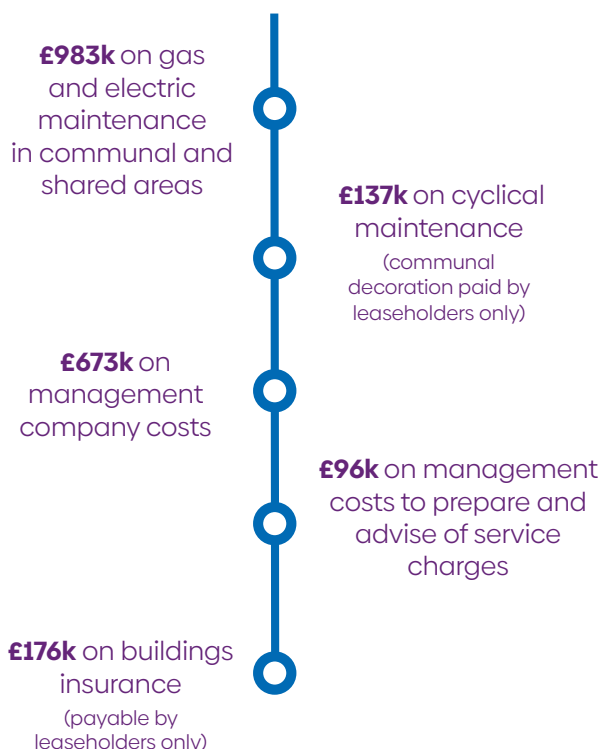 £983k on gas
and electric
maintenance
in communal and
shared areas
£137k on cyclical
maintenance
(communal
decoration paid by
leaseholders only)
£673k on
management
company costs
£96k on management
costs to prepare and
advise of service
charges
£176k on buildings
insurance
(payable by
leaseholders only)